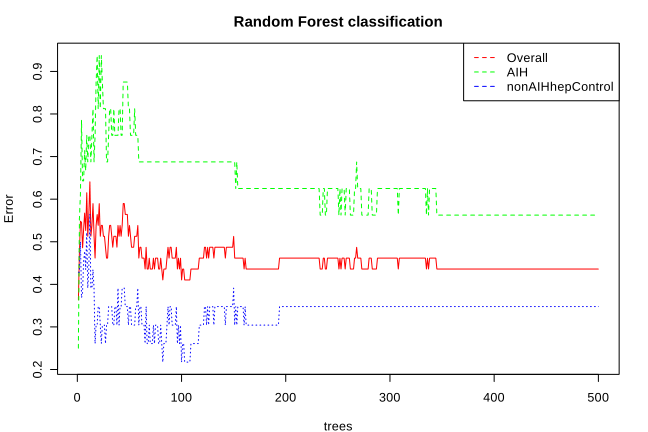 Random Forest classification
Overall
AIH
nonAIHhepControl
Error
0.9
0.8
0.7
0.6
0.5
0.4
0.3
0.2
0 100 200 300 400 500
trees